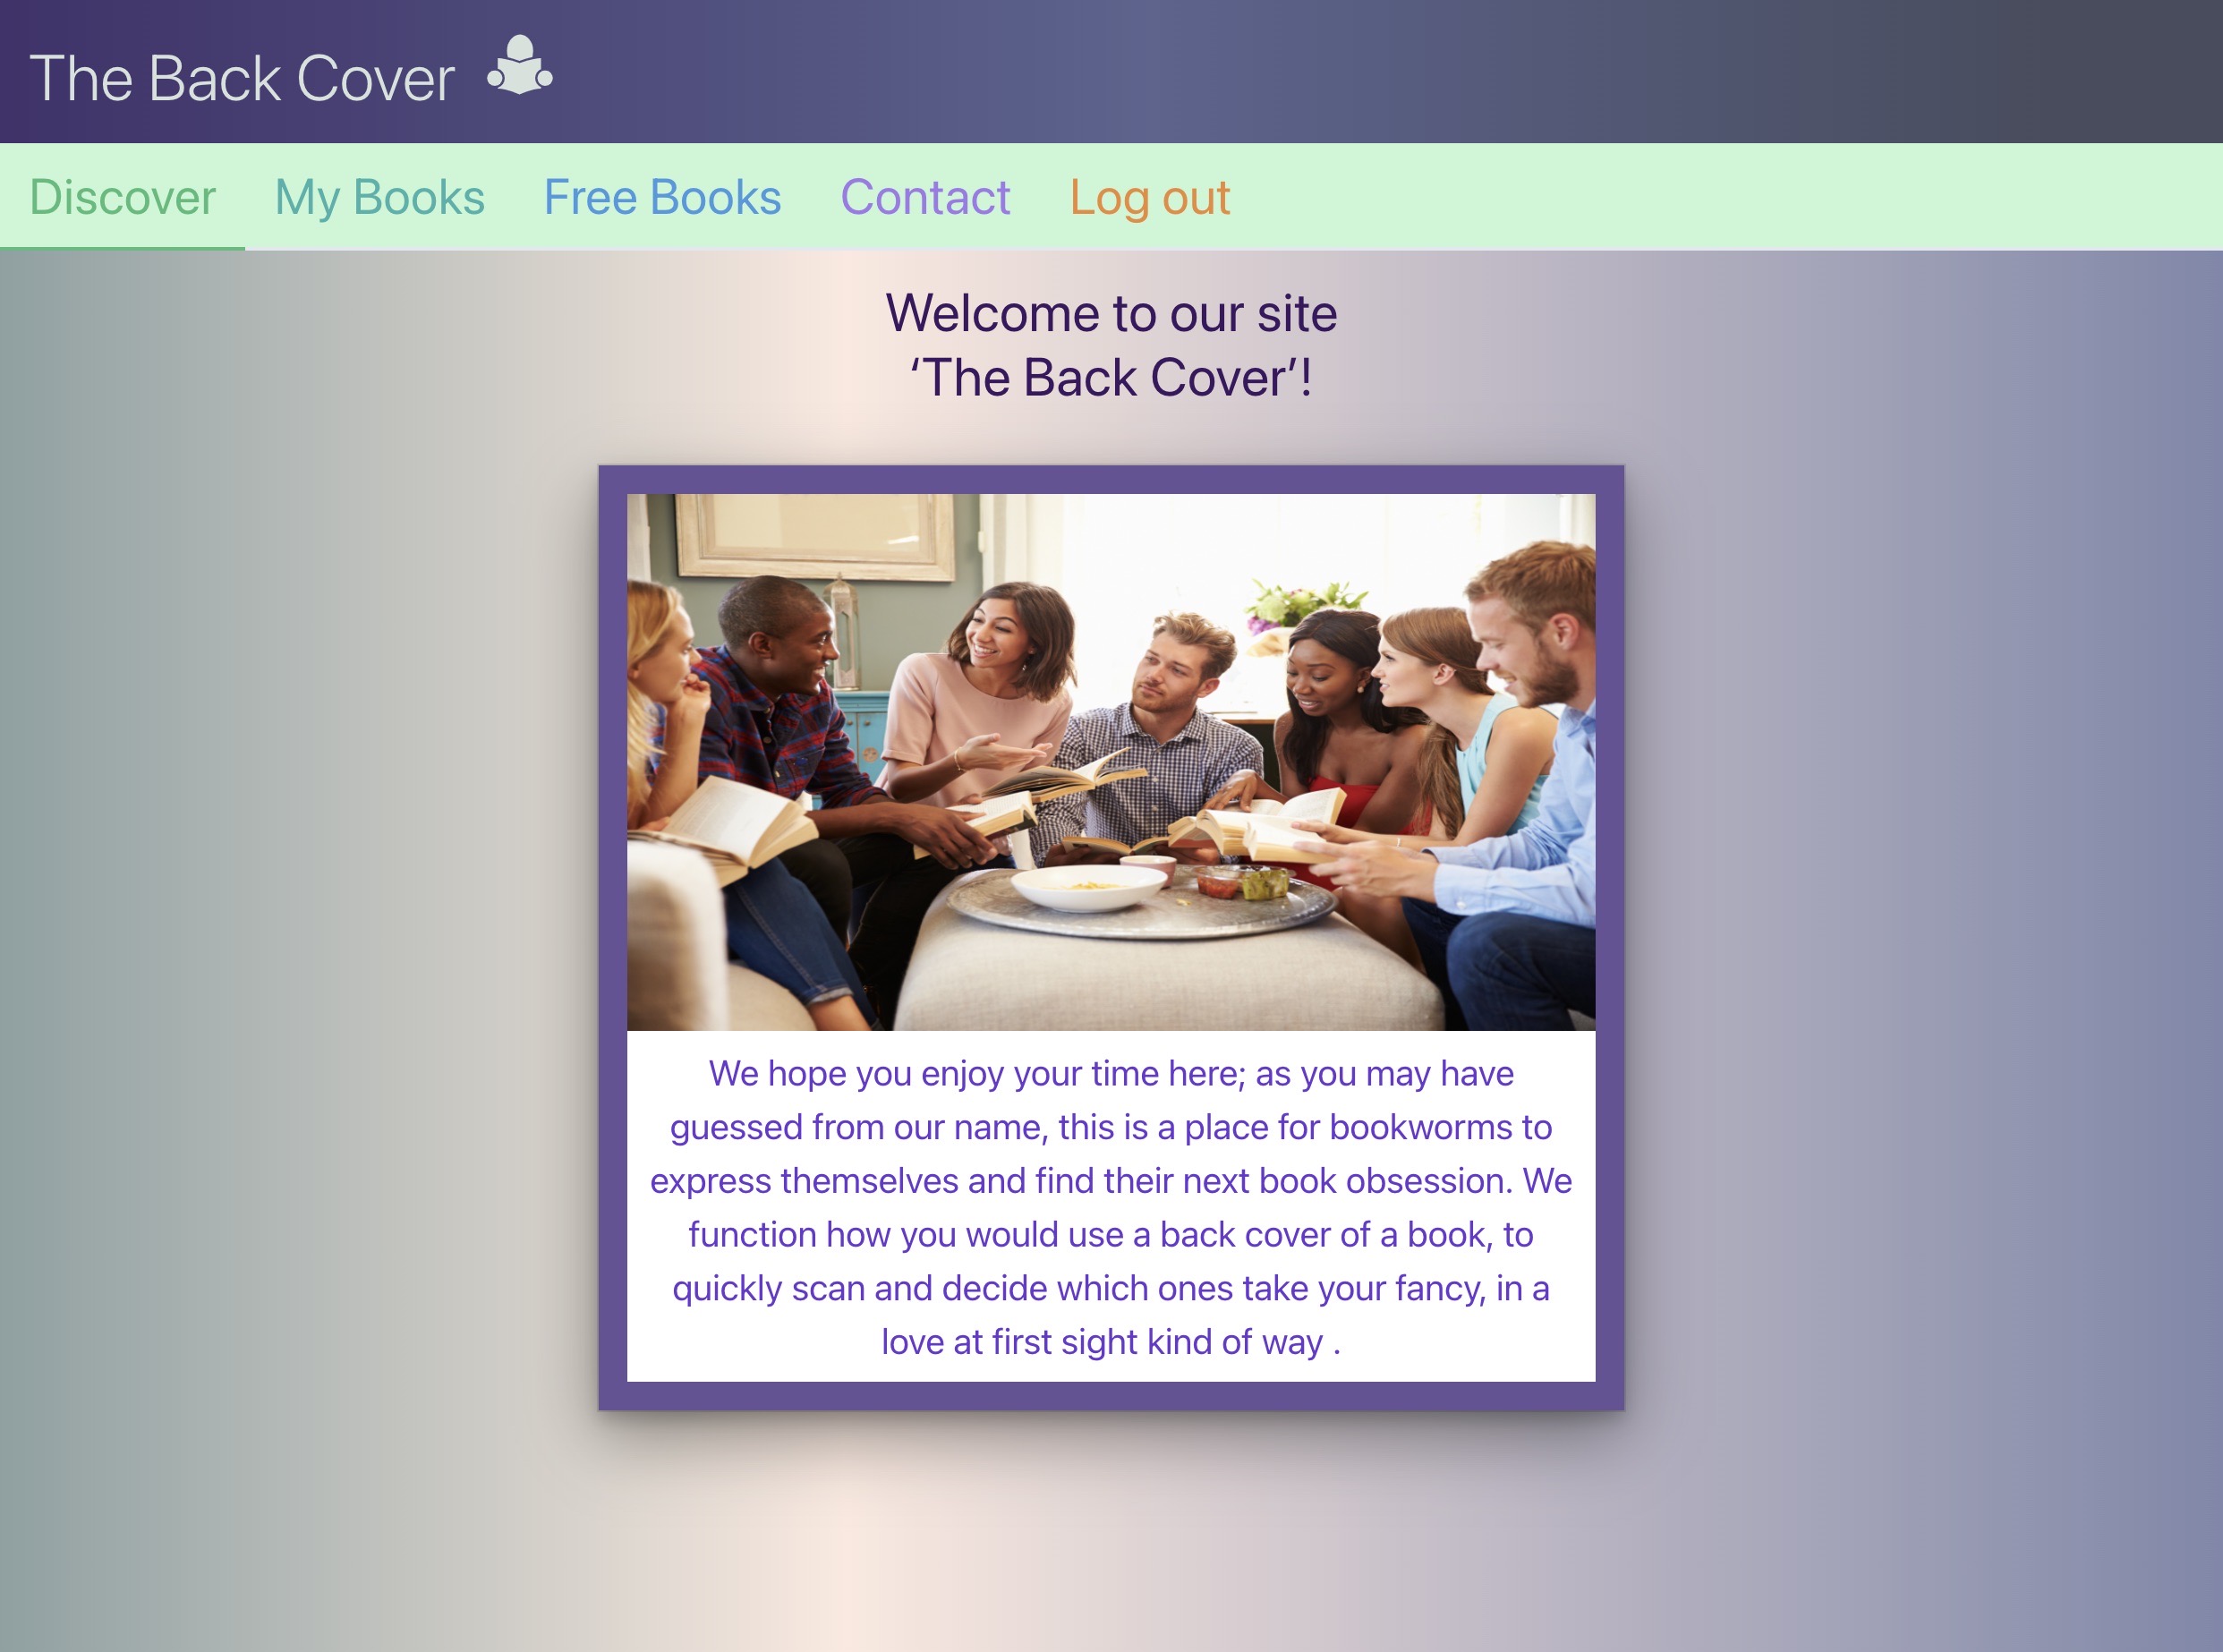 The Back Cover
Discover My Books Free Books Contact Log out
Welcome to our site
‘The Back Cover’!
We hope you enjoy your time here; as you may have
guessed from our name, this is a place for bookworms to
express themselves and find their next book obsession. We
function how you would use a back cover of a book, to
quickly scan and decide which ones take your fancy, in a
love at first sight kind of way .